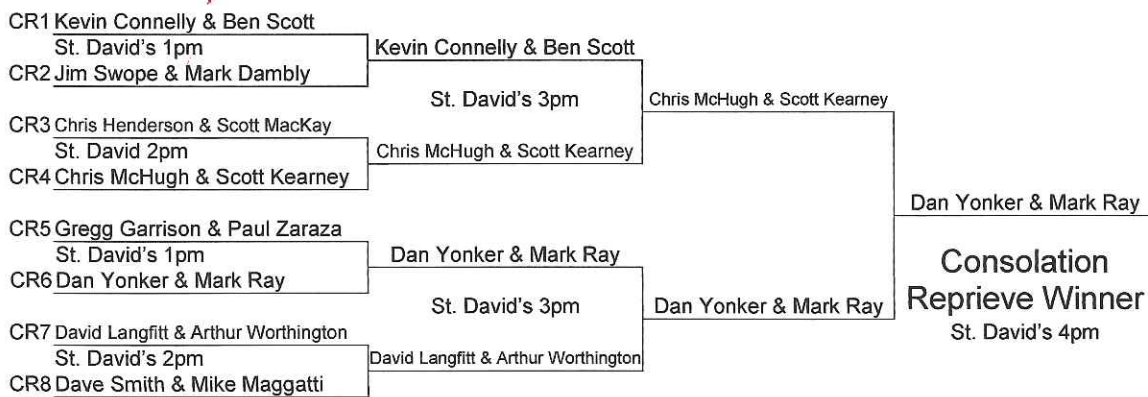 CR1 Kevin Connelly & Ben Scott
St. David's 1pm
CR2 Jim Swope & Mark Dambly
CR3 Chris Henderson & Scott MacKay
St. David 2pm
CR4 Chris McHugh & Scott Kearney
CR5 Gregg Garrison & Paul Zaraza
St. David's 1pm
CR6 Dan Yonker & Mark Ray
CR7 David Langfitt & Arthur Worthington
St. David's 2pm
CR8 Dave Smith & Mike Maggatti
Kevin Connelly & Ben Scott
St. David's 3pm
Chris McHugh & Scott Kearney
Dan Yonker & Mark Ray
St. David's 3pm
David Langfitt & Arthur Worthington
Chris McHugh & Scott Kearney
Dan Yonker & Mark Ray
Dan Yonker & Mark Ray
Consolation
Reprieve Winner
St. David's 4pm